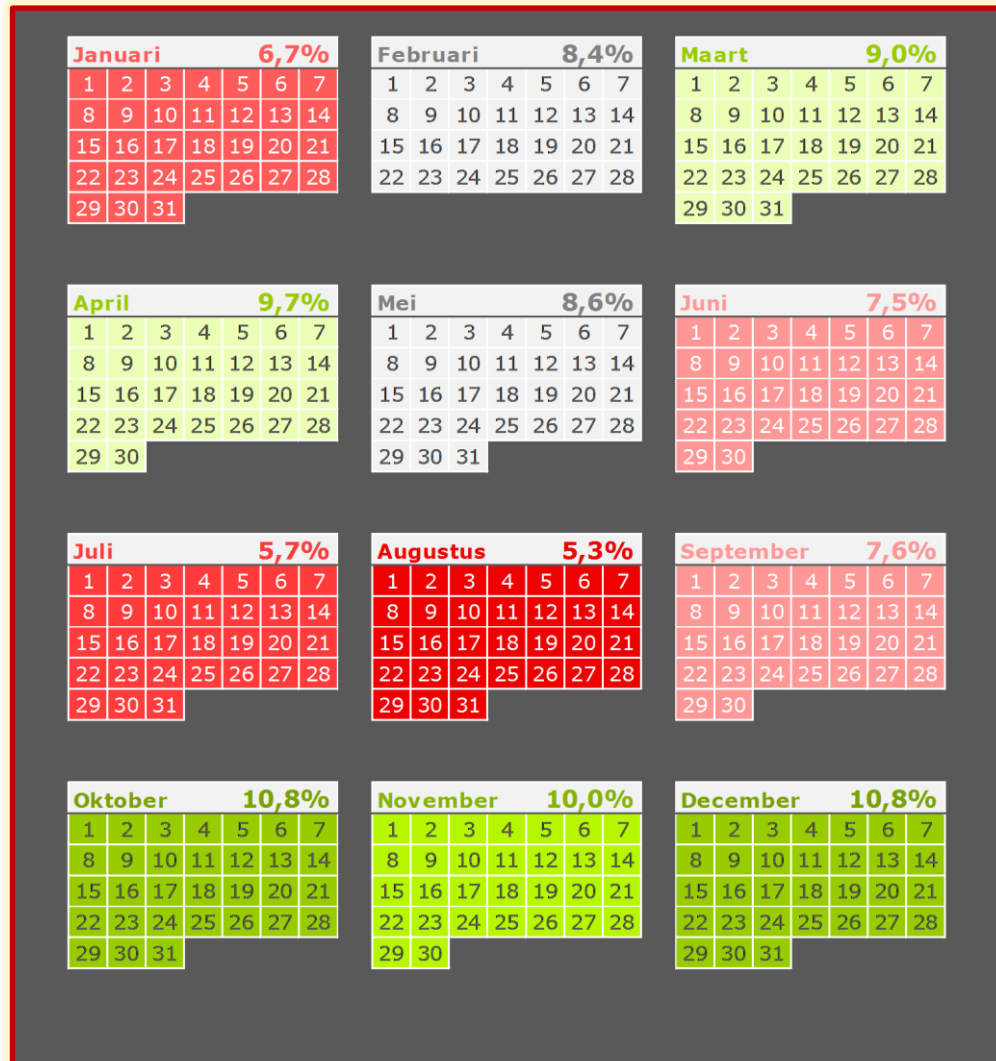 Januari 6,7% Februari 8,4% Maart 9,0%
1 2 3 4 5 6 7 1 2 3 4 5 6 7 1 2 3 4 5 6 7
8 9 10 11 12 13 14 8 9 10 11 12 13 14 8 9 10 11 12 13 14
15 16 17 18 19 20 21 15 16 17 18 19 20 21 15 16 17 18 19 20 21
22 23 24 25 26 27 28 22 23 24 25 26 27 28 22 23 24 25 26 27 28
29 30 31 29 30 31
April 9,7% Mei 8,6% Juni 7,5%
1 2 3 4 5 6 7 1 2 3 4 5 6 7 1 2 3 4 5 6 7
8 9 10 11 12 13 14 8 9 10 11 12 13 14 8 9 10 11 12 13 14
15 16 17 18 19 20 21 15 16 17 18 19 20 21 15 16 17 18 19 20 21
22 23 24 25 26 27 28 22 23 24 25 26 27 28 22 23 24 25 26 27 28
29 30 29 30 31 29 30
Juli 5,7% Augustus 5,3% September 7,6%
1 2 3 4 5 6 7 1 2 3 4 5 6 7 1 2 3 4 5 6 7
8 9 10 11 12 13 14 8 9 10 11 12 13 14 8 9 10 11 12 13 14
15 16 17 18 19 20 21 15 16 17 18 19 20 21 15 16 17 18 19 20 21
22 23 24 25 26 27 28 22 23 24 25 26 27 28 22 23 24 25 26 27 28
29 30 31 29 30 31 29 30
Oktober 10,8% November 10,0% December 10,8%
1 2 3 4 5 6 7 1 2 3 4 5 6 7 1 2 3 4 5 6 7
8 9 10 11 12 13 14 8 9 10 11 12 13 14 8 9 10 11 12 13 14
15 16 17 18 19 20 21 15 16 17 18 19 20 21 15 16 17 18 19 20 21
22 23 24 25 26 27 28 22 23 24 25 26 27 28 22 23 24 25 26 27 28
29 30 31 29 30 29 30 31